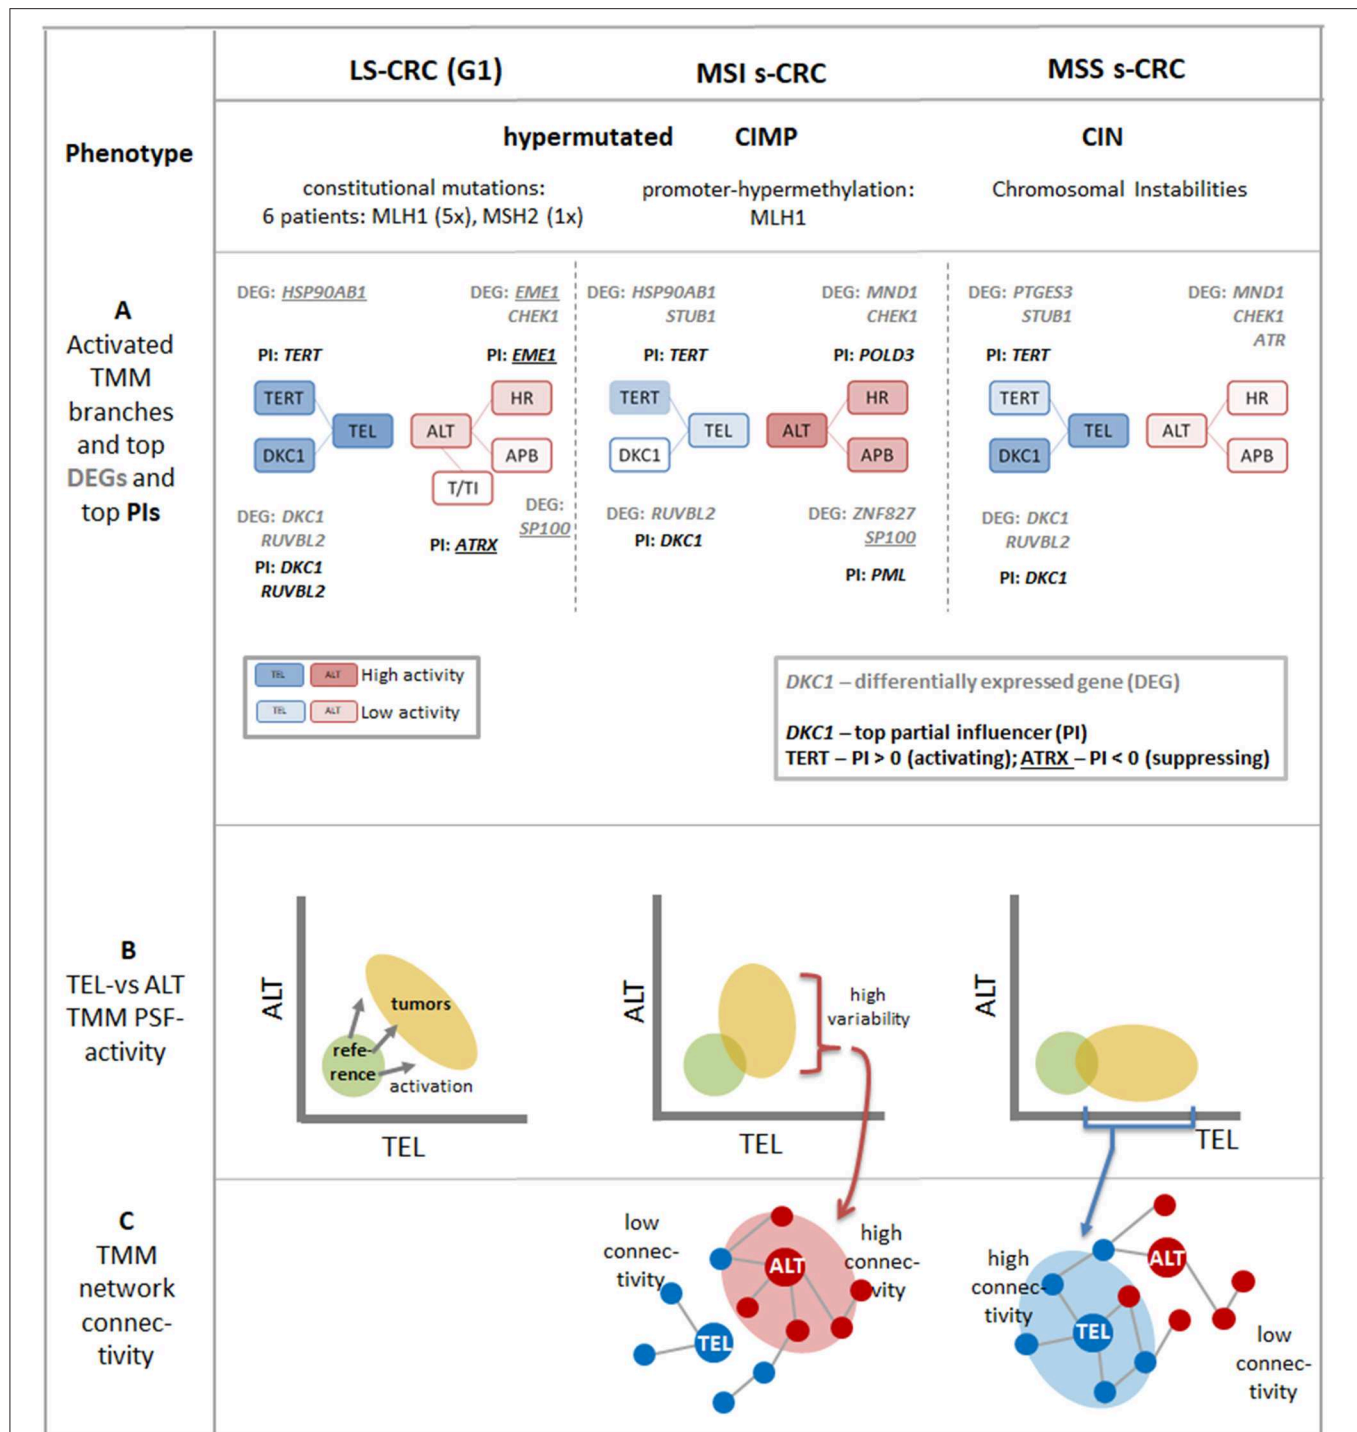 LS-CRC (G1)
MSI s-CRC
MSS s-CRC
Phenotype
hypermutated
CIMP
CIN
constitutional mutations:
6 patients: MLH1 (5x), MSH2 (1x)
promoter-hypermethylation:
MLH1
Chromosomal Instabilities
A
Activated
TMM
branches
and top
DEGs and
top PIs
DEG: HSP90AB1
DEG: EME1
CHEK1
PI: TERT
PI: EME1
TERT
TEL
DKC1
ALT
HR
APB
T/TI
DEG: DKC1
RUVBL2
PI: DKC1
RUVBL2
PI: ATRX
DEG:
SP100
DEG: HSP90AB1
STUB1
DEG: MND1
CHEK1
PI: TERT
PI: POLD3
TERT
TEL
DKC1
ALT
HR
APB
DEG: RUVBL2
PI: DKC1
DEG: ZNF827
SP100
PI: PML
DEG: PTGES3
STUB1
DEG: MND1
CHEK1
ATR
PI: TERT
TERT
TEL
DKC1
ALT
HR
APB
DEG: DKC1
RUVBL2
PI: DKC1
TEL ALT High activity
TEL ALT Low activity
DKC1 – differentially expressed gene (DEG)
DKC1 – top partial influencer (PI)
TERT – PI > 0 (activating); ATRX – PI < 0 (suppressing)
B
TEL-vs ALT
TMM PSF-
activity
ALT
tumors
refe-
rence
activation
TEL
ALT
high
variability
TEL
ALT
TEL
C
TMM
network
connec-
tivity
low
connec-
tivity
ALT
TEL
high
connec-
tivity
high
connec-
tivity
TEL
ALT
low
connec-
tivity